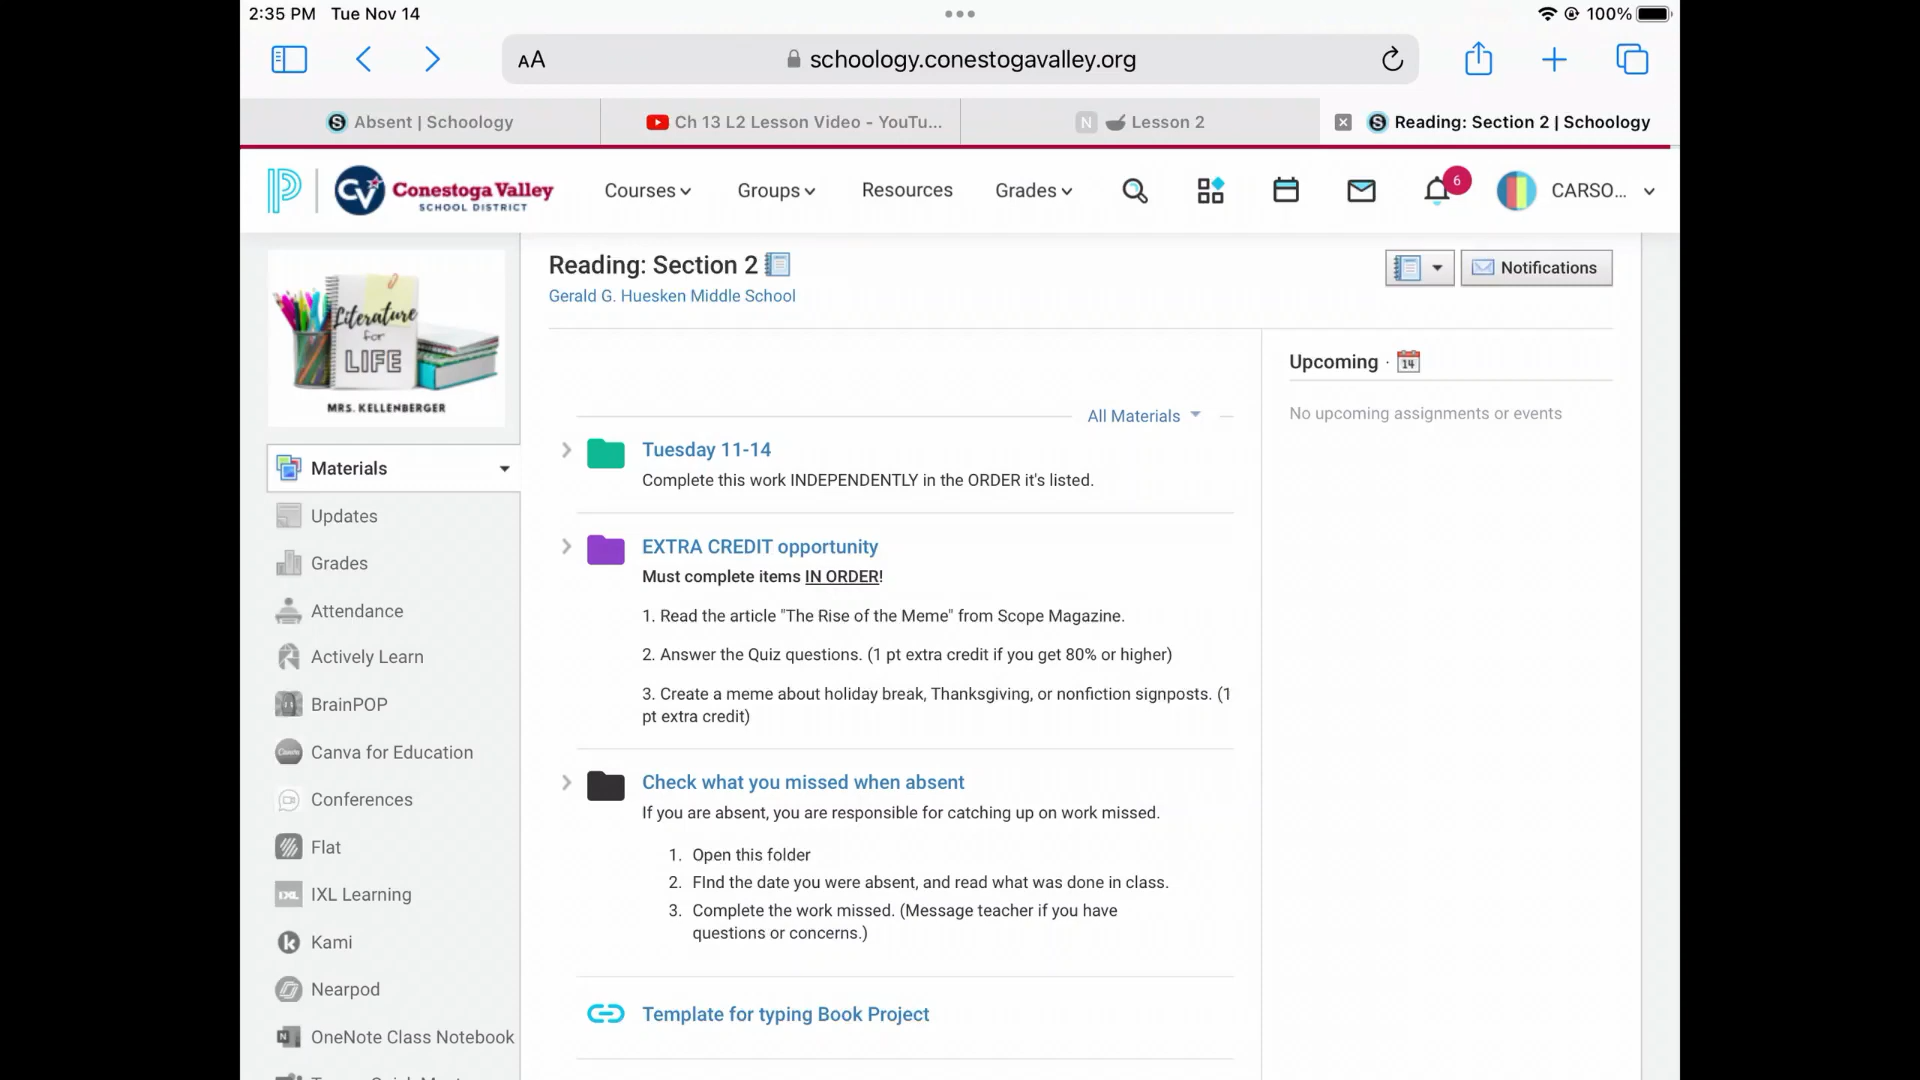 2:35 PM Tue Nov 14
100%
AA schoology.conestogavalley.org
Absent | Schoology
Ch 13 L2 Lesson Video - YouTu...
Lesson 2
Reading: Section 2 | Schoology
CV Conestoga Valley
SCHOOL DISTRICT
Courses
Groups
Resources
Grades
6
CARSO...
Literature
for
LIFE
MRS. KELLENBERGER
Materials
Updates
Grades
Attendance
Actively Learn
BrainPOP
Canva for Education
Conferences
Flat
IXL Learning
Kami
Nearpod
OneNote Class Notebook
Reading: Section 2
Gerald G. Huesken Middle School
Notifications
All Materials
Tuesday 11-14
Complete this work INDEPENDENTLY in the ORDER it's listed.
EXTRA CREDIT opportunity
Must complete items IN ORDER!
1. Read the article "The Rise of the Meme" from Scope Magazine.
2. Answer the Quiz questions. (1 pt extra credit if you get 80% or higher)
3. Create a meme about holiday break, Thanksgiving, or nonfiction signposts. (1
pt extra credit)
Check what you missed when absent
If you are absent, you are responsible for catching up on work missed.
1. Open this folder
2. FInd the date you were absent, and read what was done in class.
3. Complete the work missed. (Message teacher if you have
questions or concerns.)
Template for typing Book Project
Upcoming · 14
No upcoming assignments or events